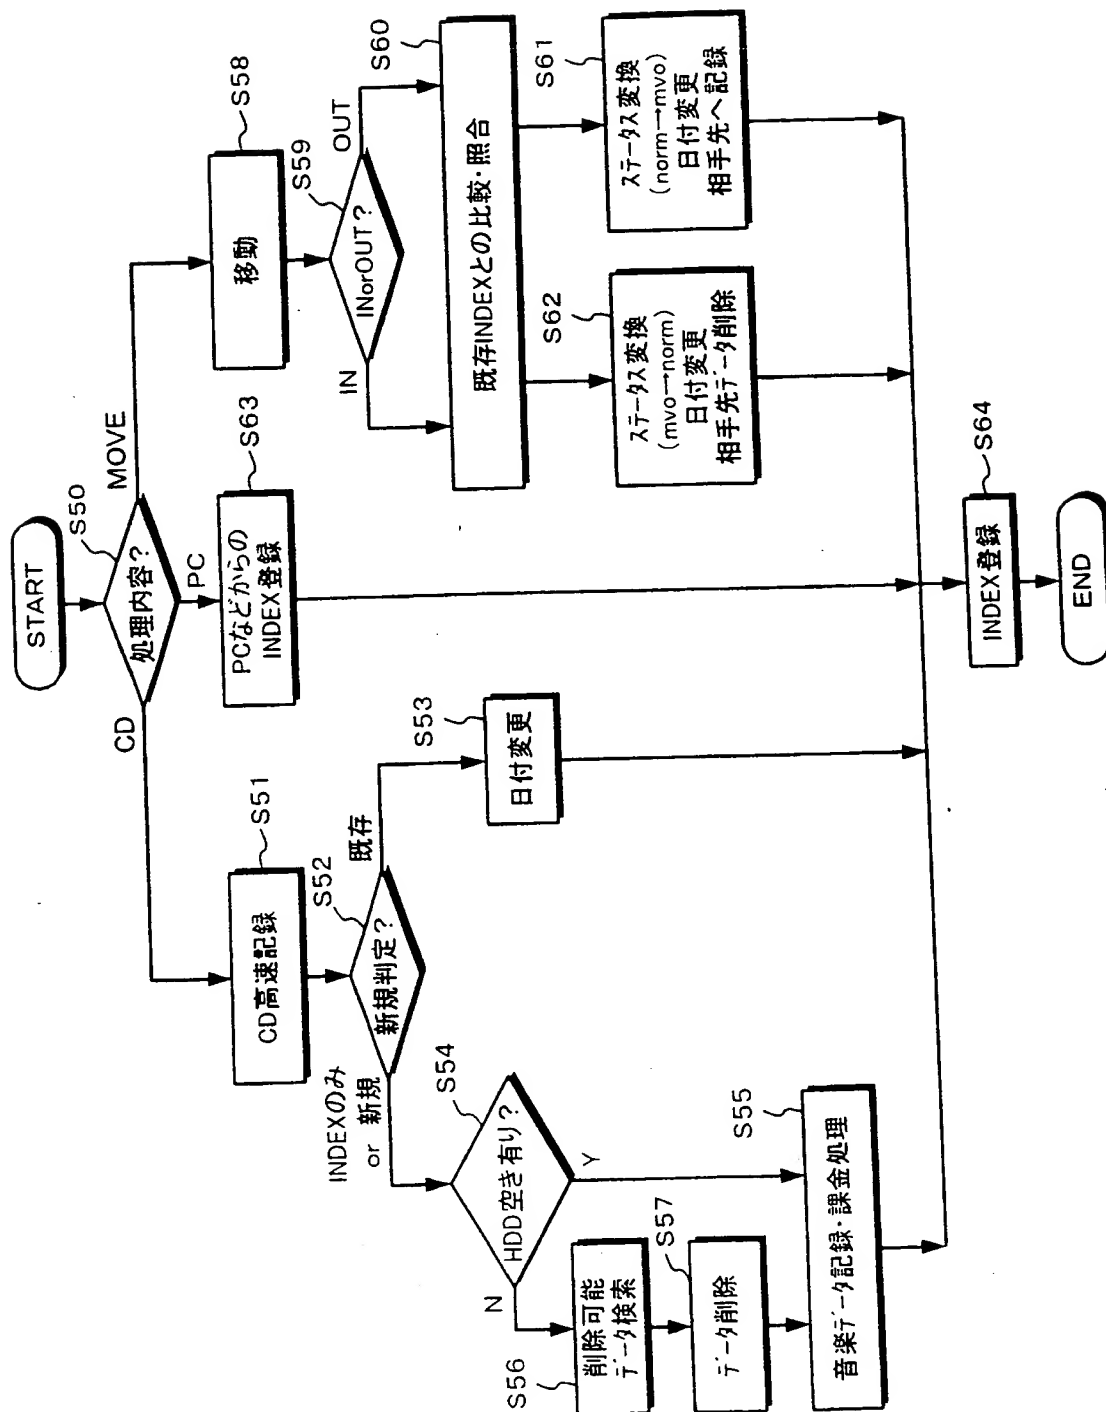 START
処理内容?
S50
CD
PC
MOVE
CD高速記録
S51
PCなどからの
INDEX登録
S63
移動
S58
新規判定?
S52
INDEXのみ
or 新規
既存
INorOUT?
S59
IN
OUT
HDD空き有り?
S54
N
Y
日付変更
S53
既存INDEXとの比較・照合
S60
削除可能
データ検索
S56
データ削除
S57
ステータス変換
(mvo→norm)
日付変更
相手先データ削除
S62
ステータス変換
(norm→mvo)
日付変更
相手先へ記録
S61
音楽データ記録・課金処理
S55
INDEX登録
S64
END